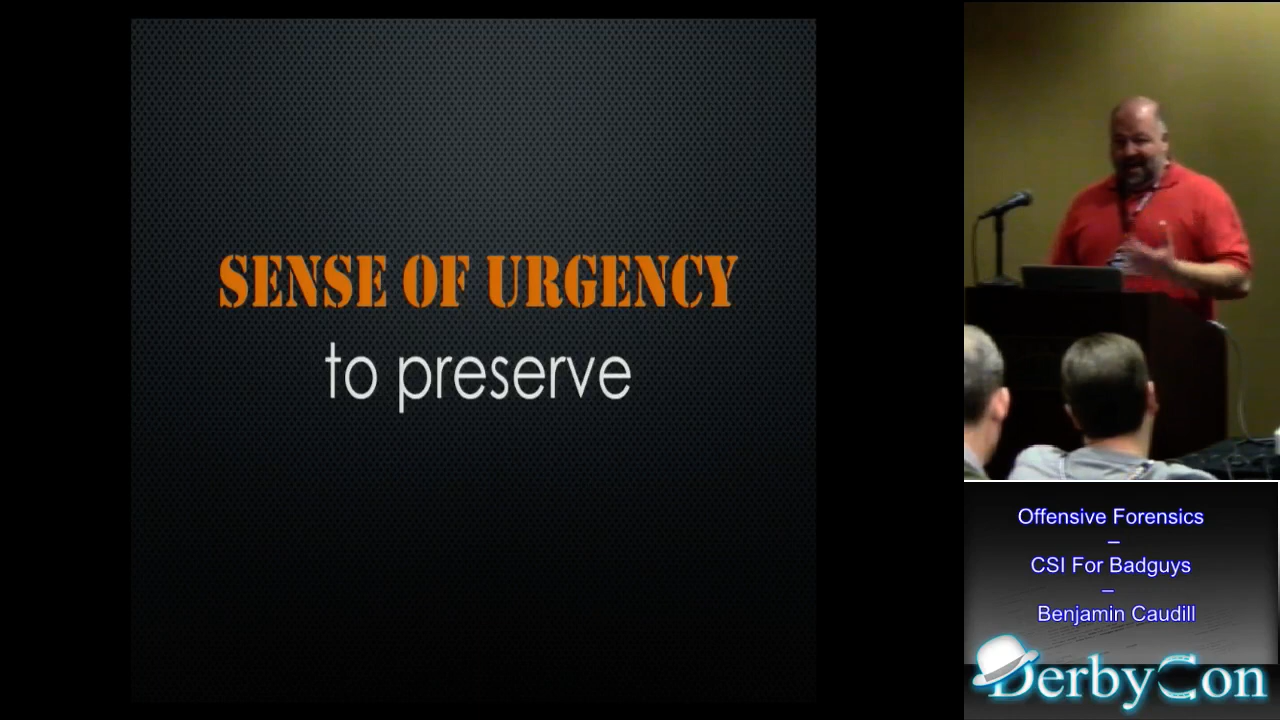 SENSE OF URGENCY
to preserve
Offensive Forensics
–
CSI For Badguys
–
Benjamin Caudill
DerbyCon